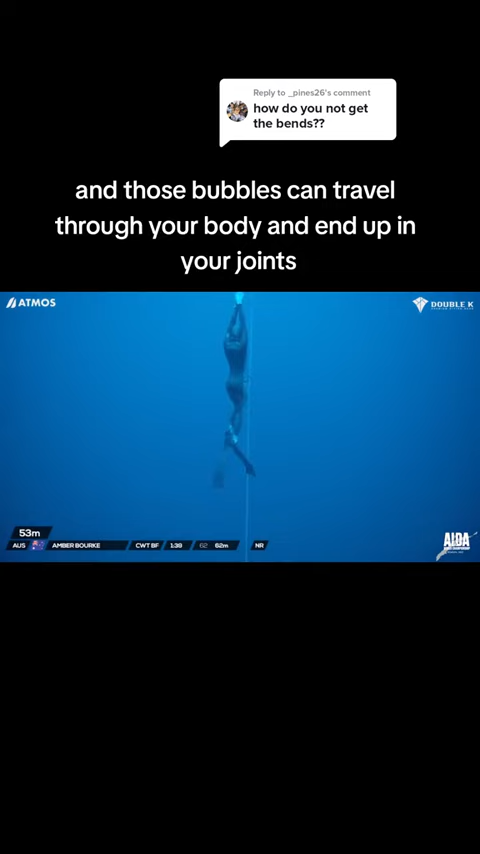 Reply to _pines26's comment
how do you not get
the bends??
and those bubbles can travel
through your body and end up in
your joints
ATMOS
DOUBLE K
53m
AUS AMBER BOURKE CWT BF 1:39 62 62m NR
AIDA